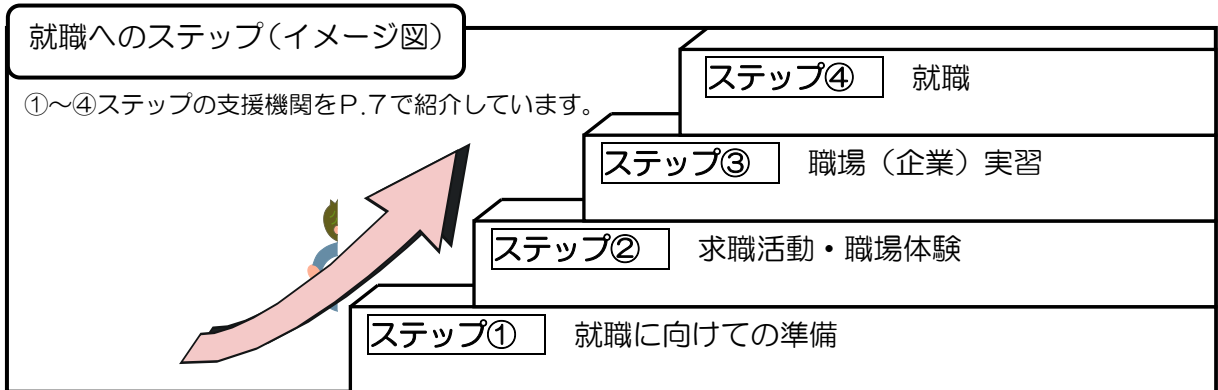 就職へのステップ(イメージ図)
①～④ステップの支援機関をP.7で紹介しています。
ステップ④ 就職
ステップ③ 職場(企業)実習
ステップ② 求職活動・職場体験
ステップ① 就職に向けての準備